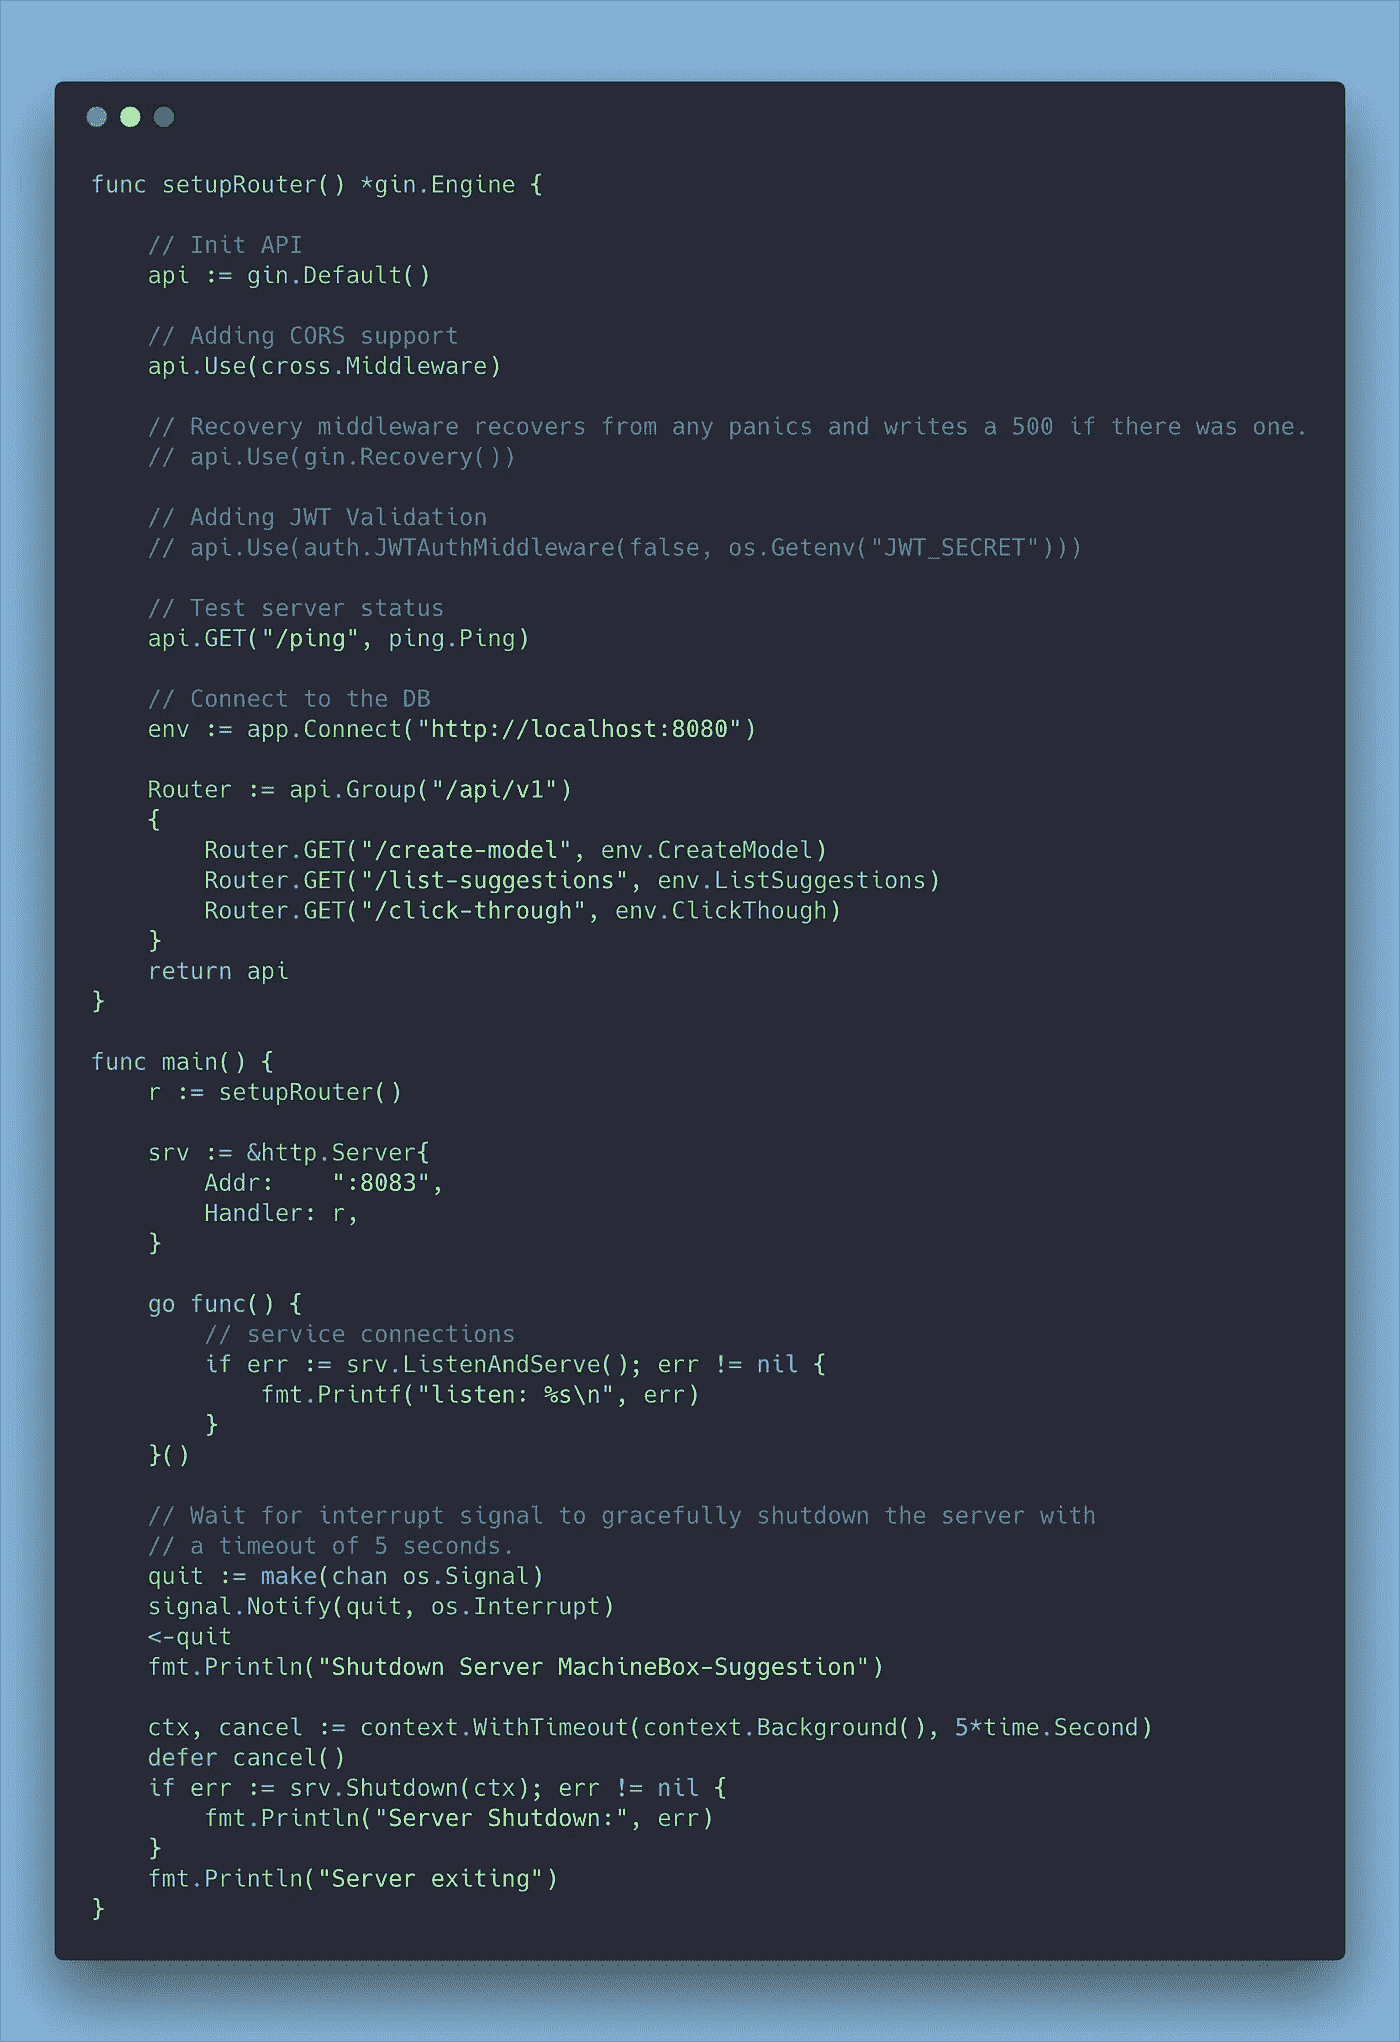 func setupRouter() *gin.Engine {
    // Init API
    api := gin.Default()
    // Adding CORS support
    api.Use(cross.Middleware)
    // Recovery middleware recovers from any panics and writes a 500 if there was one.
    // api.Use(gin.Recovery())
    // Adding JWT Validation
    // api.Use(auth.JWTAuthMiddleware(false, os.Getenv("JWT_SECRET")))
    // Test server status
    api.GET("/ping", ping.Ping)
    // Connect to the DB
    env := app.Connect("http://localhost:8080")
    Router := api.Group("/api/v1")
    {
        Router.GET("/create-model", env.CreateModel)
        Router.GET("/list-suggestions", env.ListSuggestions)
        Router.GET("/click-through", env.ClickThough)
    }
    return api
}
func main() {
    r := setupRouter()
    srv := &http.Server{
        Addr:    ":8083",
        Handler: r,
    }
    go func() {
        // service connections
        if err := srv.ListenAndServe(); err != nil {
            fmt.Printf("listen: %s\n", err)
        }
    }()
    // Wait for interrupt signal to gracefully shutdown the server with
    // a timeout of 5 seconds.
    quit := make(chan os.Signal)
    signal.Notify(quit, os.Interrupt)
    <-quit
    fmt.Println("Shutdown Server MachineBox-Suggestion")
    ctx, cancel := context.WithTimeout(context.Background(), 5*time.Second)
    defer cancel()
    if err := srv.Shutdown(ctx); err != nil {
        fmt.Println("Server Shutdown:", err)
    }
    fmt.Println("Server exiting")
}